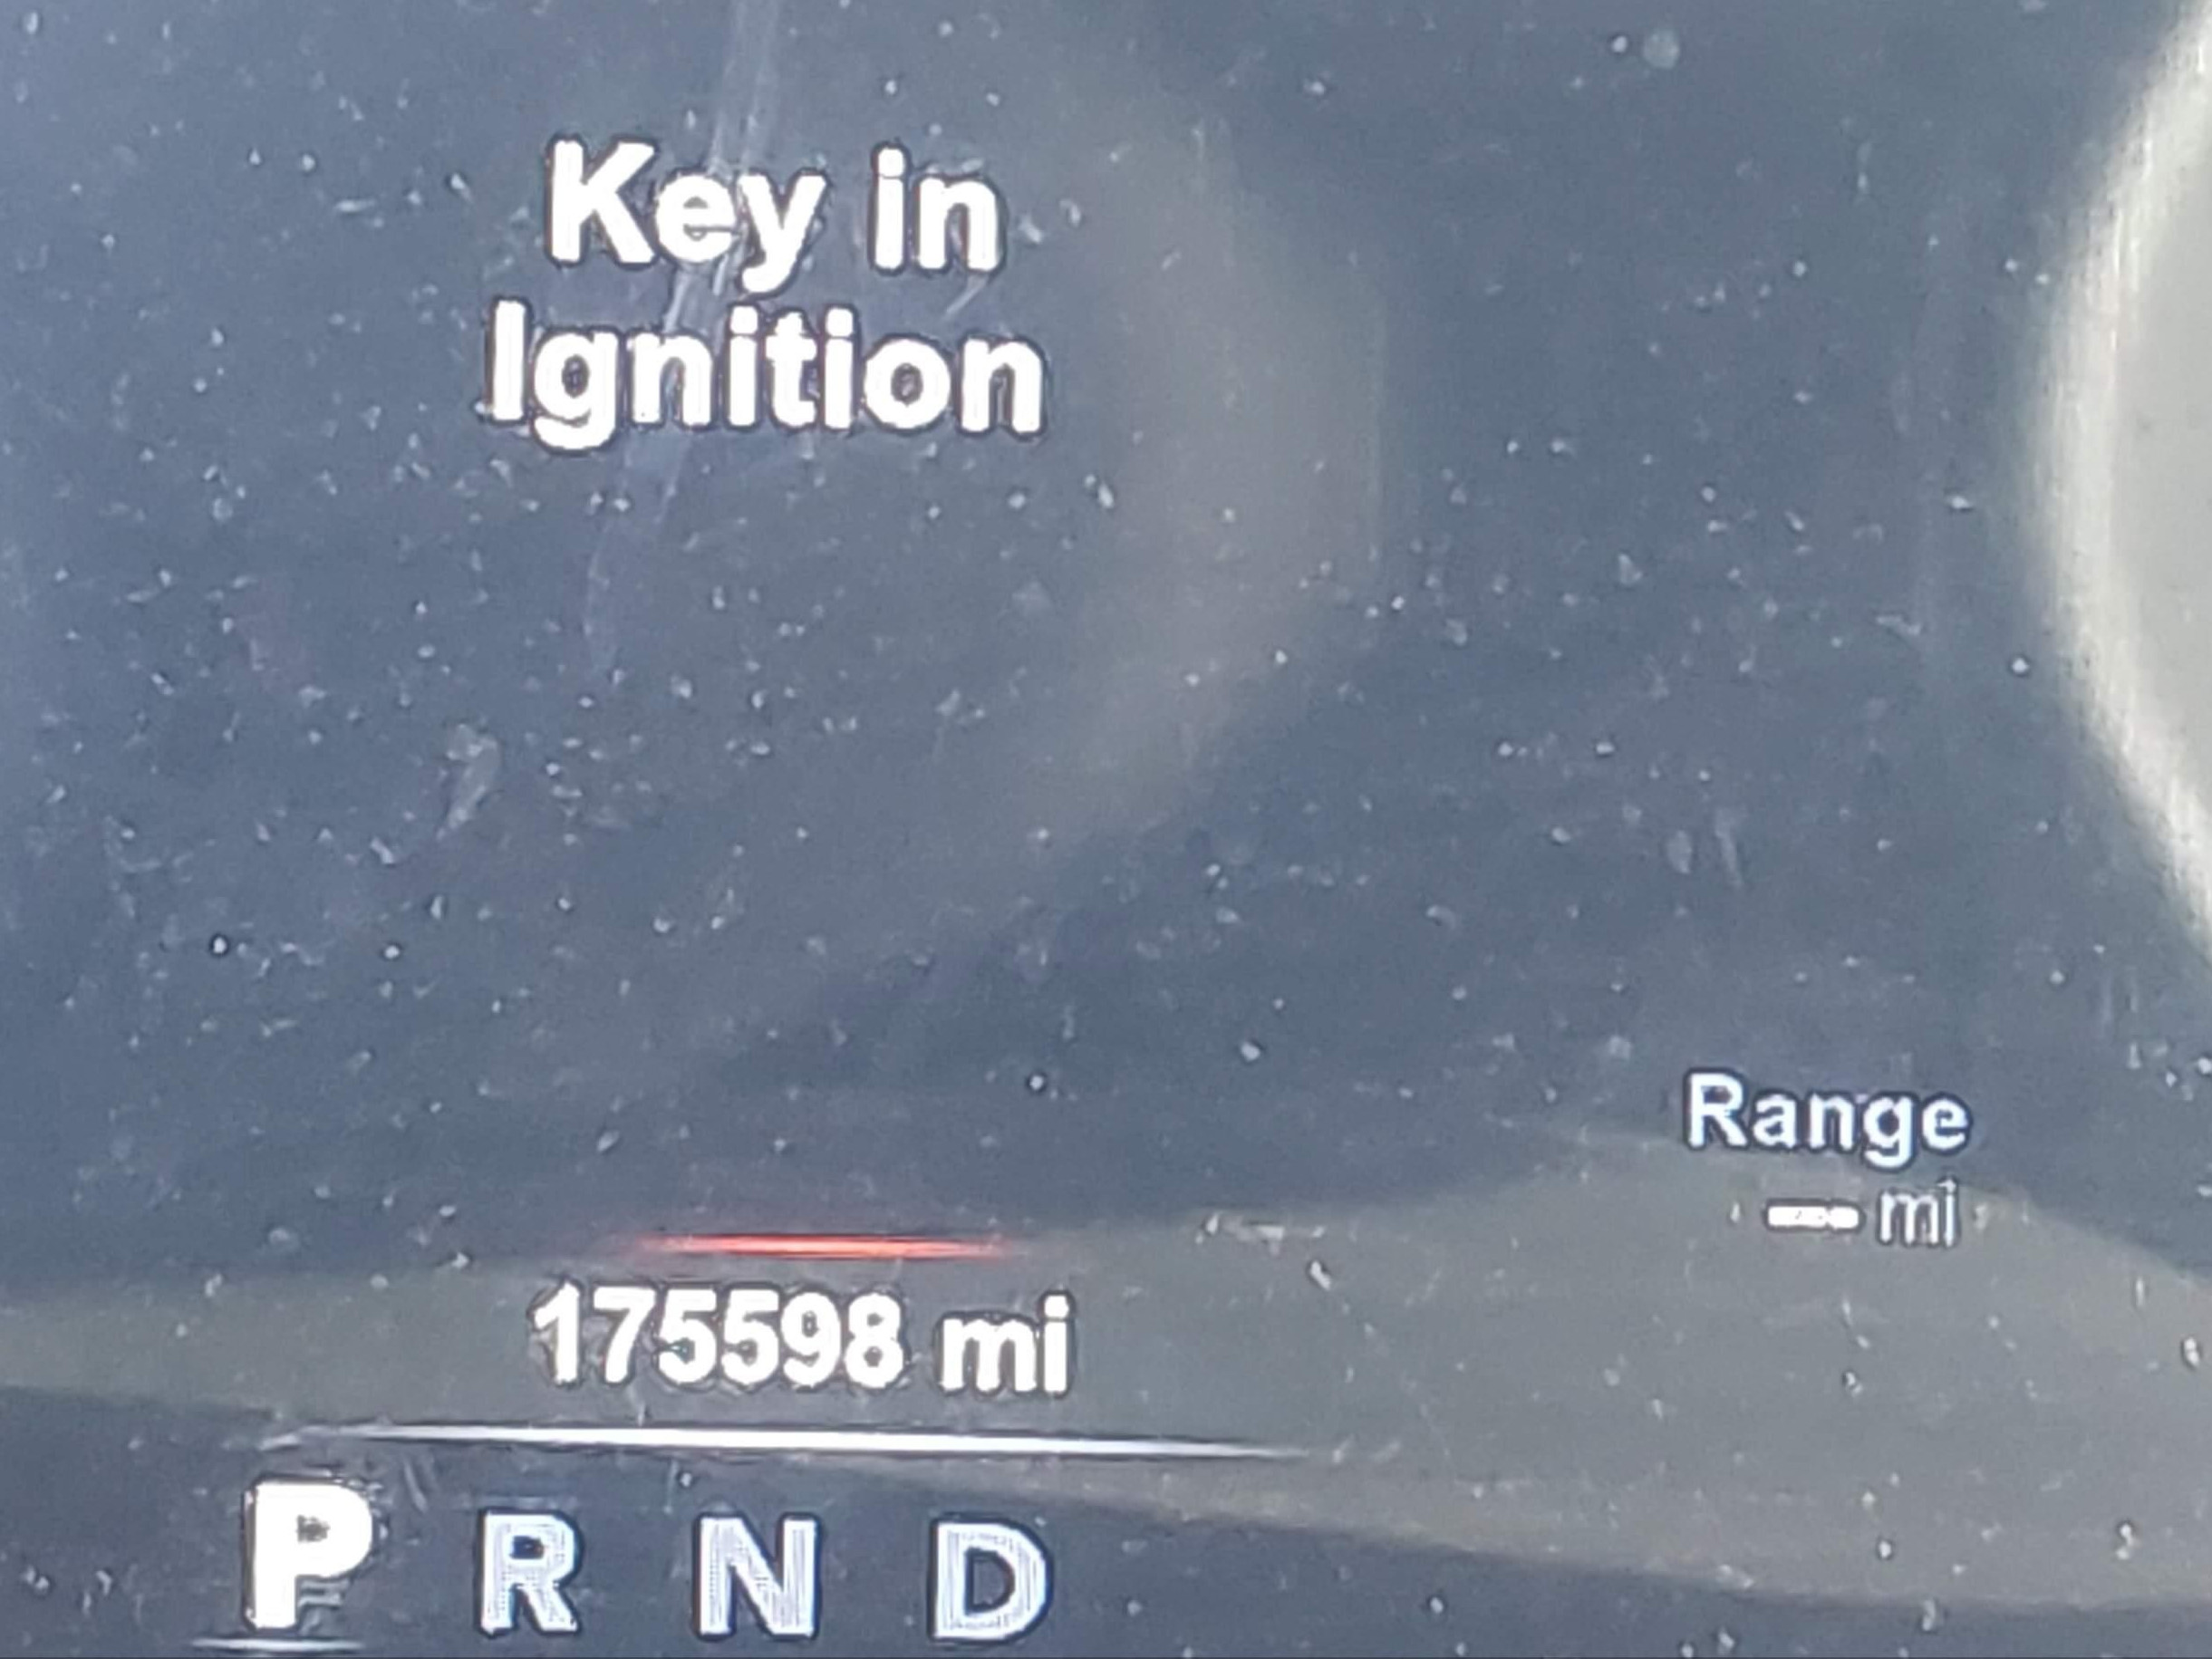 Key in
Ignition
Range
--- mi
175598 mi
P R N D